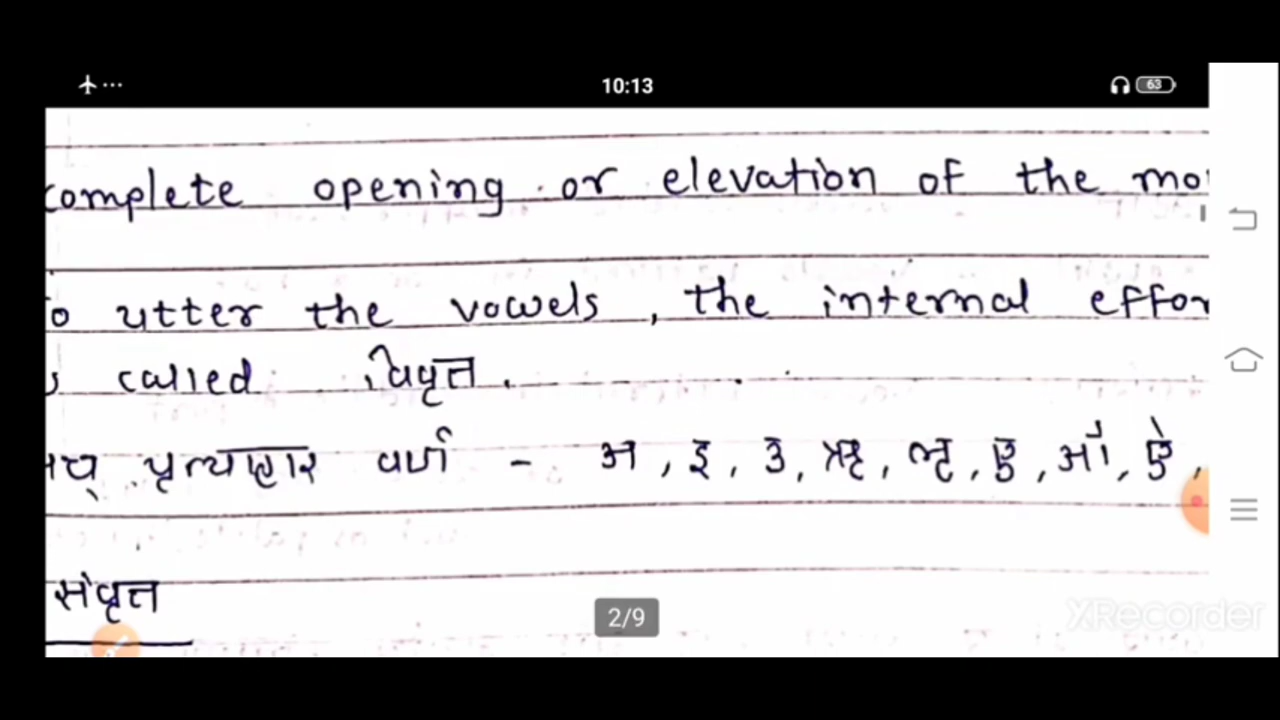 10:13
63
complete opening or elevation of the mo
o utter the vowels, the internal effor
s called विवृत्त.
अच् प्रत्याहार वर्ण - अ, इ, उ, ऋ, लृ, ए, ओ, ऐ,
संवृत्त
2/9
XRecorder